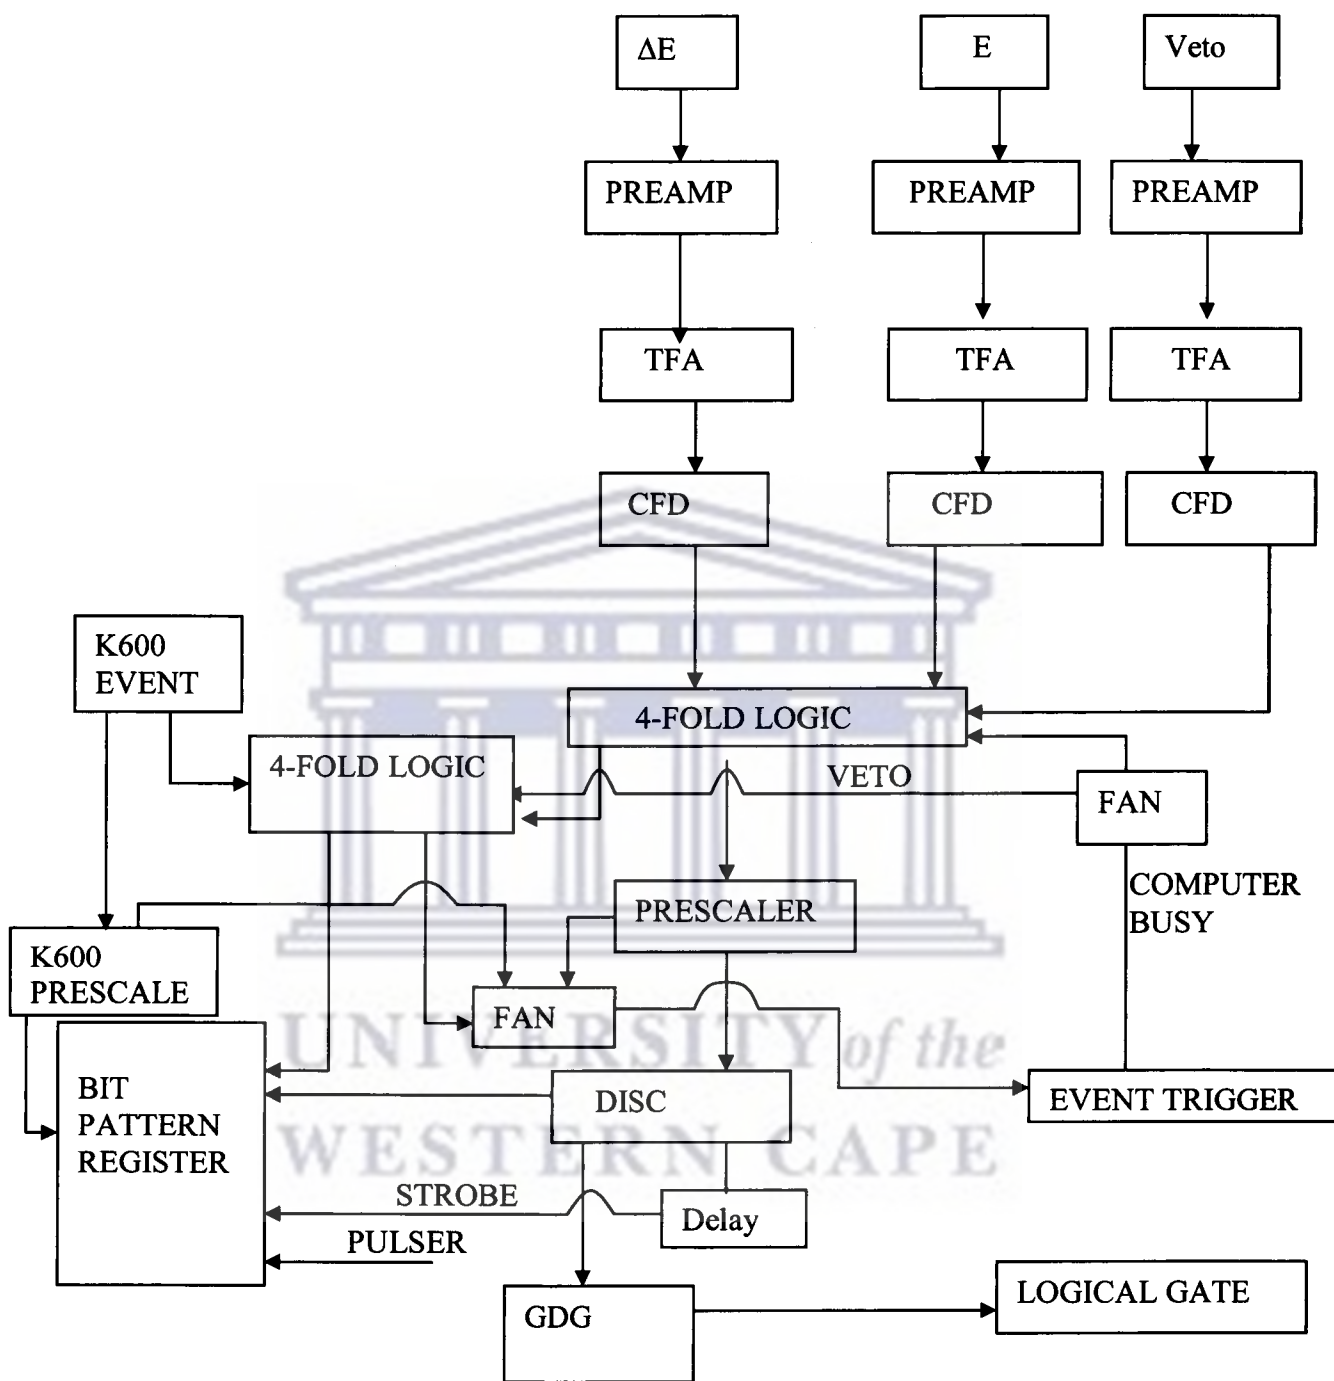 ΔE
E
Veto
PREAMP
PREAMP
PREAMP
TFA
TFA
TFA
CFD
CFD
CFD
K600
EVENT
4-FOLD LOGIC
4-FOLD LOGIC
VETO
FAN
COMPUTER
BUSY
PRESCALER
K600
PRESCALE
FAN
UNIVERSITY of the
WESTERN CAPE
BIT
PATTERN
REGISTER
DISC
EVENT TRIGGER
STROBE
Delay
PULSER
GDG
LOGICAL GATE